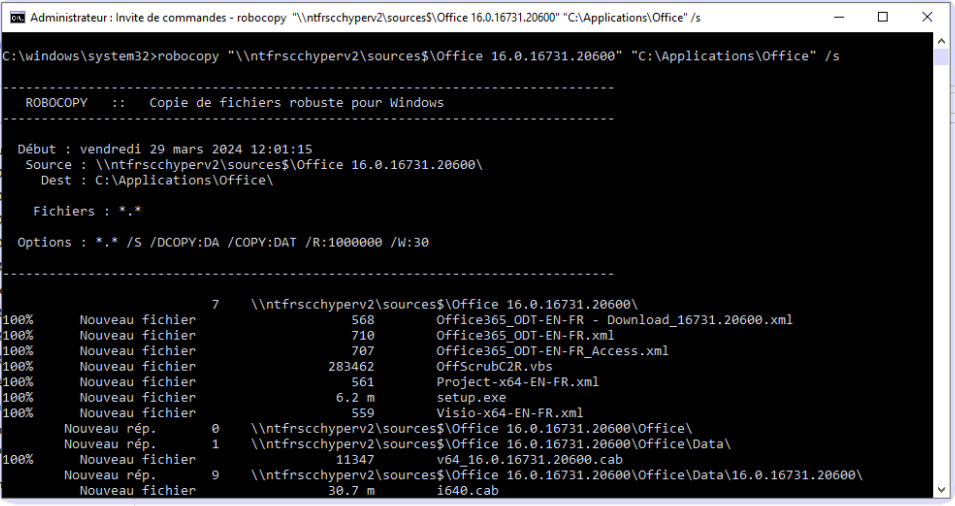 Administrateur : Invite de commandes - robocopy "\\ntfrscchyperv2\sources$\Office 16.0.16731.20600" "C:\Applications\Office" /s
C:\windows\system32>robocopy "\\ntfrscchyperv2\sources$\Office 16.0.16731.20600" "C:\Applications\Office" /s
-------------------------------------------------------------------------------
ROBOCOPY :: Copie de fichiers robuste pour Windows
-------------------------------------------------------------------------------
Début : vendredi 29 mars 2024 12:01:15
Source : \\ntfrscchyperv2\sources$\Office 16.0.16731.20600\
Dest : C:\Applications\Office\
Fichiers : *.*
Options : *.* /S /DCOPY:DA /COPY:DAT /R:1000000 /W:30
-------------------------------------------------------------------------------
7 \\ntfrscchyperv2\sources$\Office 16.0.16731.20600\
100% Nouveau fichier 568 Office365_ODT-EN-FR - Download_16731.20600.xml
100% Nouveau fichier 710 Office365_ODT-EN-FR.xml
100% Nouveau fichier 707 Office365_ODT-EN-FR_Access.xml
100% Nouveau fichier 283462 OffScrubC2R.vbs
100% Nouveau fichier 561 Project-x64-EN-FR.xml
100% Nouveau fichier 6.2 m setup.exe
100% Nouveau fichier 559 Visio-x64-EN-FR.xml
Nouveau rép. 0 \\ntfrscchyperv2\sources$\Office 16.0.16731.20600\Office\
Nouveau rép. 1 \\ntfrscchyperv2\sources$\Office 16.0.16731.20600\Office\Data\
100% Nouveau fichier 11347 v64_16.0.16731.20600.cab
Nouveau rép. 9 \\ntfrscchyperv2\sources$\Office 16.0.16731.20600\Office\Data\16.0.16731.20600\
Nouveau fichier 30.7 m i640.cab